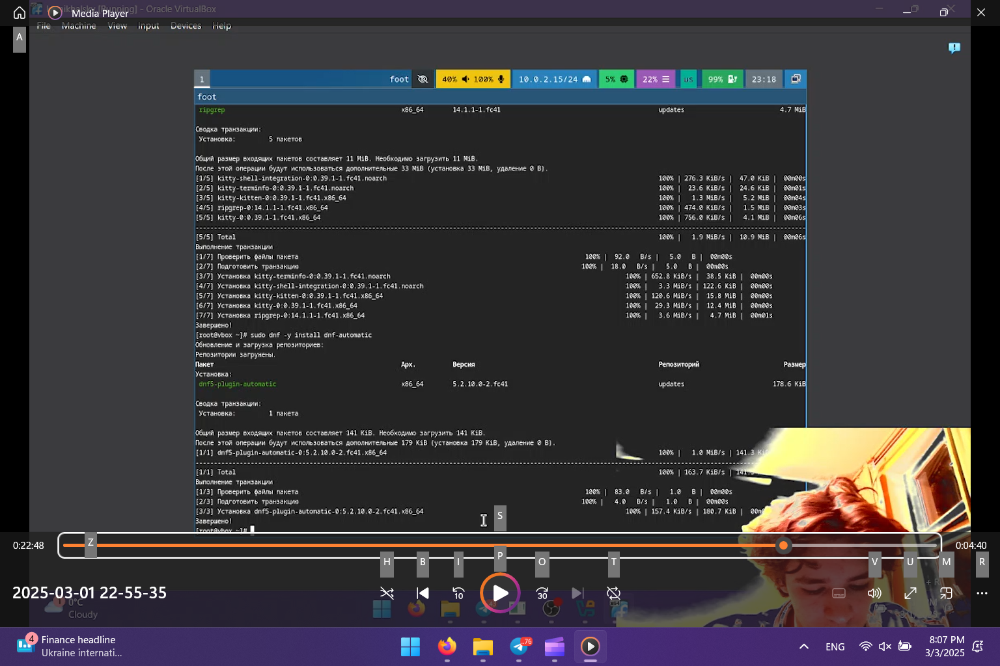 Media Player
[Running] - Oracle VirtualBox
File Machine View Input Devices Help
A
1 foot 40% 100% 10.0.2.15/24 5% 22% us 99% 23:18
foot
ripgrep x86_64 14.1.1-1.fc41 updates 4.7 MiB
Сводка транзакции:
Установка: 5 пакетов
Общий размер входящих пакетов составляет 11 MiB. Необходимо загрузить 11 MiB.
После этой операции будут использоваться дополнительные 33 MiB (установка 33 MiB, удаление 0 B).
[1/5] kitty-shell-integration-0:0.39.1-1.fc41.noarch 100% | 276.3 KiB/s | 47.0 KiB | 00m00s
[2/5] kitty-terminfo-0:0.39.1-1.fc41.noarch 100% | 23.6 KiB/s | 24.6 KiB | 00m01s
[3/5] kitty-kitten-0:0.39.1-1.fc41.x86_64 100% | 1.3 MiB/s | 5.2 MiB | 00m04s
[4/5] ripgrep-0:14.1.1-1.fc41.x86_64 100% | 474.0 KiB/s | 1.5 MiB | 00m03s
[5/5] kitty-0:0.39.1-1.fc41.x86_64 100% | 756.0 KiB/s | 4.1 MiB | 00m06s
[5/5] Total 100% | 1.9 MiB/s | 10.9 MiB | 00m06s
Выполнение транзакции
[1/7] Проверить файлы пакета 100% | 92.0 B/s | 5.0 B | 00m00s
[2/7] Подготовить транзакцию 100% | 18.0 B/s | 5.0 B | 00m00s
[3/7] Установка kitty-terminfo-0:0.39.1-1.fc41.noarch 100% | 652.8 KiB/s | 38.5 KiB | 00m00s
[4/7] Установка kitty-shell-integration-0:0.39.1-1.fc41.noarch 100% | 3.3 MiB/s | 122.6 KiB | 00m00s
[5/7] Установка kitty-kitten-0:0.39.1-1.fc41.x86_64 100% | 120.6 MiB/s | 15.8 MiB | 00m00s
[6/7] Установка kitty-0:0.39.1-1.fc41.x86_64 100% | 29.3 MiB/s | 12.4 MiB | 00m00s
[7/7] Установка ripgrep-0:14.1.1-1.fc41.x86_64 100% | 3.6 MiB/s | 4.7 MiB | 00m01s
Завершено!
[root@vbox ~]# sudo dnf -y install dnf-automatic
Обновление и загрузка репозиториев:
Репозитории загружены.
Пакет Арх. Версия Репозиторий Размер
Установка:
dnf5-plugin-automatic x86_64 5.2.10.0-2.fc41 updates 178.6 KiB
Сводка транзакции:
Установка: 1 пакета
Общий размер входящих пакетов составляет 141 KiB. Необходимо загрузить 141 KiB.
После этой операции будут использоваться дополнительные 179 KiB (установка 179 KiB, удаление 0 B).
[1/1] dnf5-plugin-automatic-0:5.2.10.0-2.fc41.x86_64 100% | 1.0 MiB/s | 141.3 KiB
[1/1] Total 100% | 163.7 KiB/s | 141.3
Выполнение транзакции
[1/3] Проверить файлы пакета 100% | 83.0 B/s | 1.0 B | 00m00s
[2/3] Подготовить транзакцию 100% | 4.0 B/s | 1.0 B | 00m00s
[3/3] Установка dnf5-plugin-automatic-0:5.2.10.0-2.fc41.x86_64 100% | 157.4 KiB/s | 180.7 KiB |
Завершено!
[root@vbox ~]#
S
0:22:48 Z 0:04:40
H B I P O T V U M R
2025-03-01 22-55-35
10 30
0°C
Cloudy
4 Finance headline
Ukraine internati...
..76
ENG
8:07 PM
3/3/2025